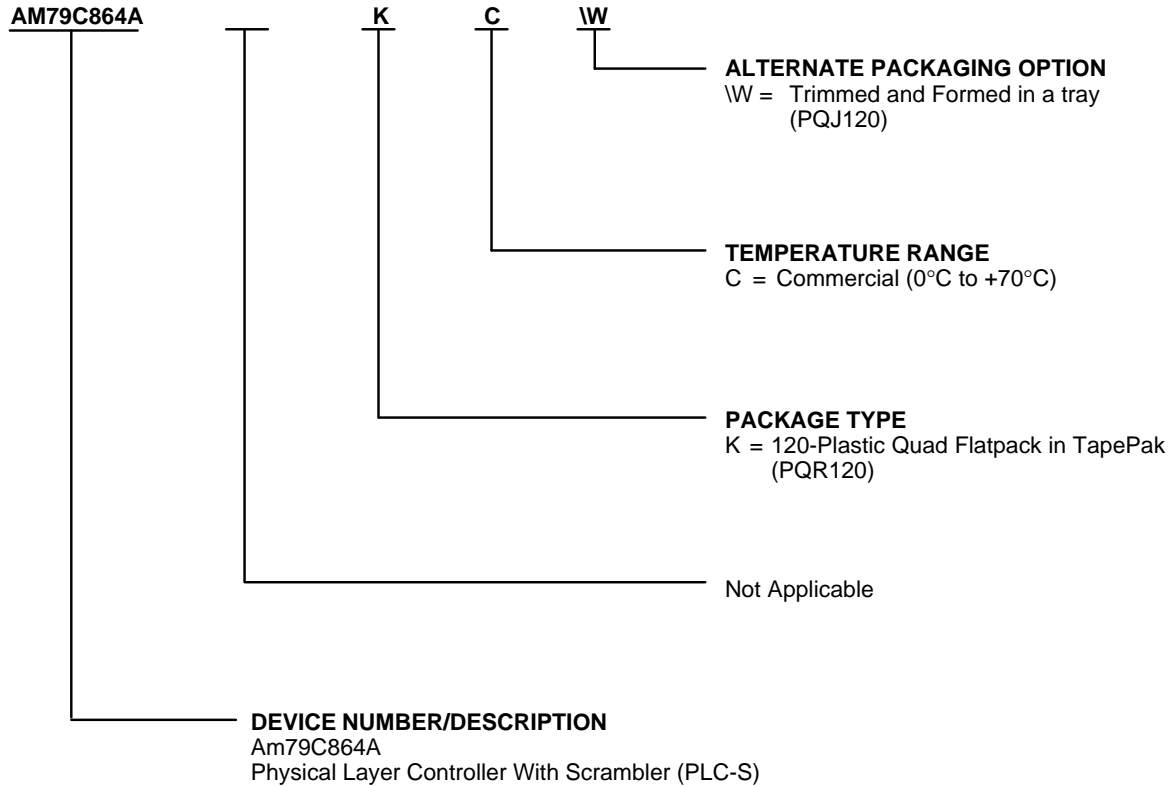 AM79C864A K C \W
ALTERNATE PACKAGING OPTION
\W = Trimmed and Formed in a tray
(PQJ120)
TEMPERATURE RANGE
C = Commercial (0°C to +70°C)
PACKAGE TYPE
K = 120-Plastic Quad Flatpack in TapePak
(PQR120)
Not Applicable
DEVICE NUMBER/DESCRIPTION
Am79C864A
Physical Layer Controller With Scrambler (PLC-S)